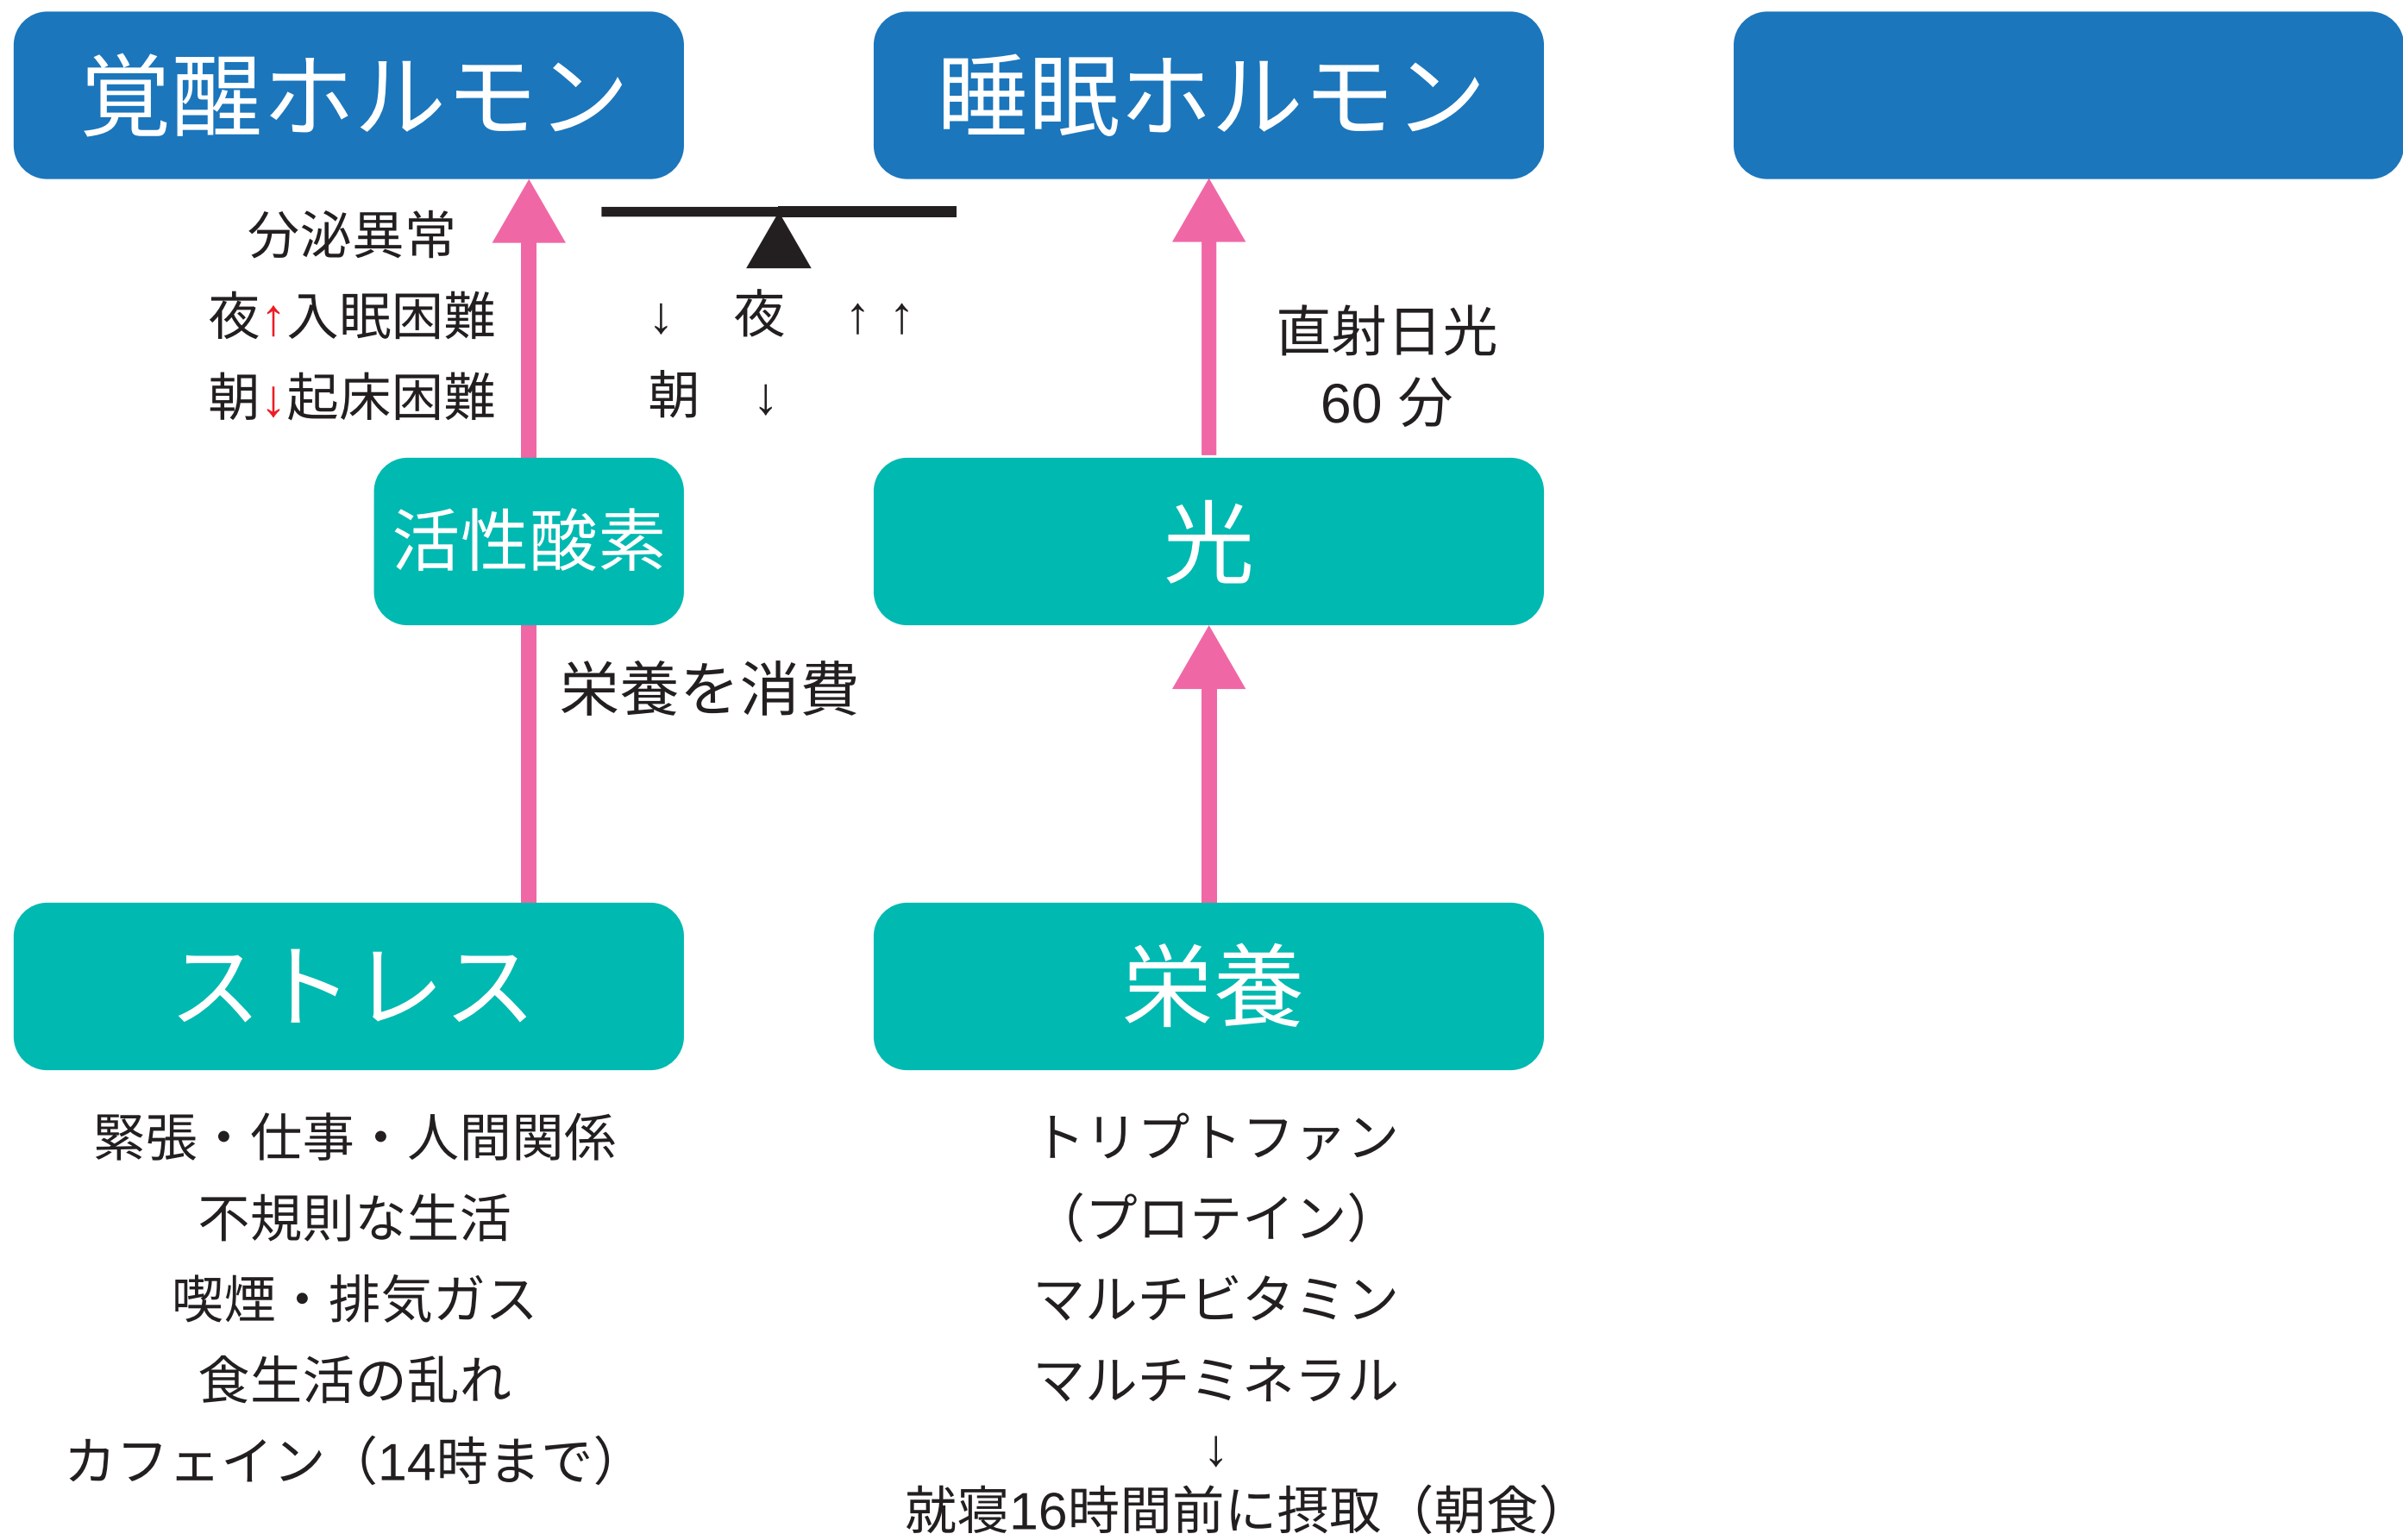 覚醒ホルモン
睡眠ホルモン
分泌異常
夜↑入眠困難
朝↓起床困難
↓ 夜 ↑ ↑
朝 ↓
直射日光
60 分
活性酸素
光
栄養を消費
ストレス
栄養
緊張・仕事・人間関係
不規則な生活
喫煙・排気ガス
食生活の乱れ
カフェイン（14時まで）
トリプトファン
（プロテイン）
マルチビタミン
マルチミネラル
↓
就寝16時間前に摂取（朝食）